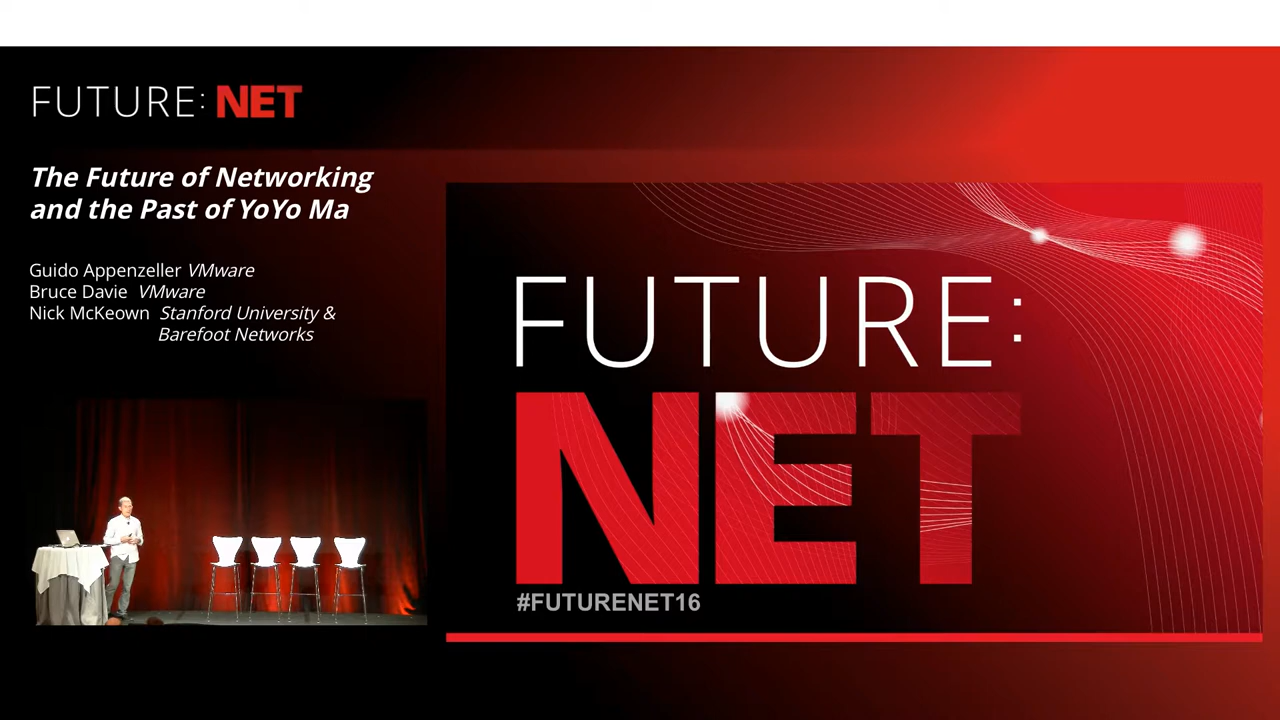 FUTURE: NET
The Future of Networking
and the Past of YoYo Ma
Guido Appenzeller VMware
Bruce Davie VMware
Nick McKeown Stanford University &
Barefoot Networks
FUTURE:
NET
#FUTURENET16